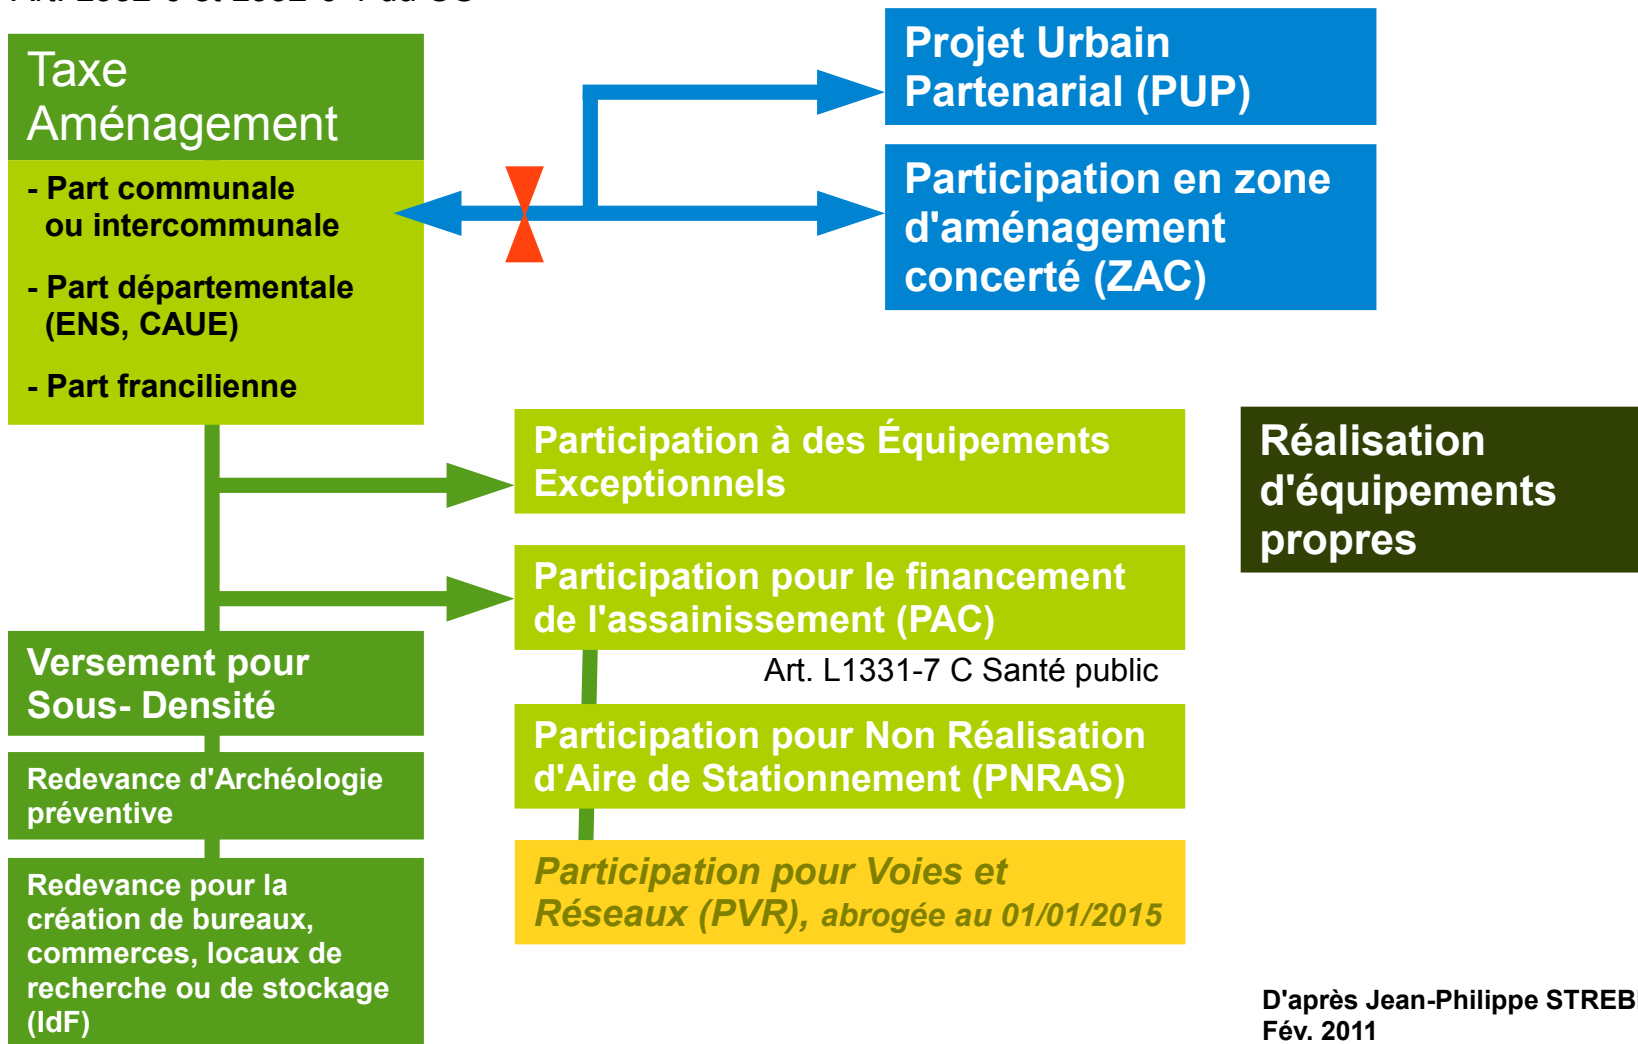 Taxe
Aménagement
- Part communale
ou intercommunale
- Part départementale
(ENS, CAUE)
- Part francilienne
Projet Urbain
Partenarial (PUP)
Participation en zone
d'aménagement
concerté (ZAC)
Participation à des Équipements
Exceptionnels
Réalisation
d'équipements
propres
Participation pour le financement
de l'assainissement (PAC)
Art. L1331-7 C Santé public
Versement pour
Sous- Densité
Participation pour Non Réalisation
d'Aire de Stationnement (PNRAS)
Redevance d'Archéologie
préventive
Participation pour Voies et
Réseaux (PVR), abrogée au 01/01/2015
Redevance pour la
création de bureaux,
commerces, locaux de
recherche ou de stockage
(IdF)
D'après Jean-Philippe
Fév. 2011